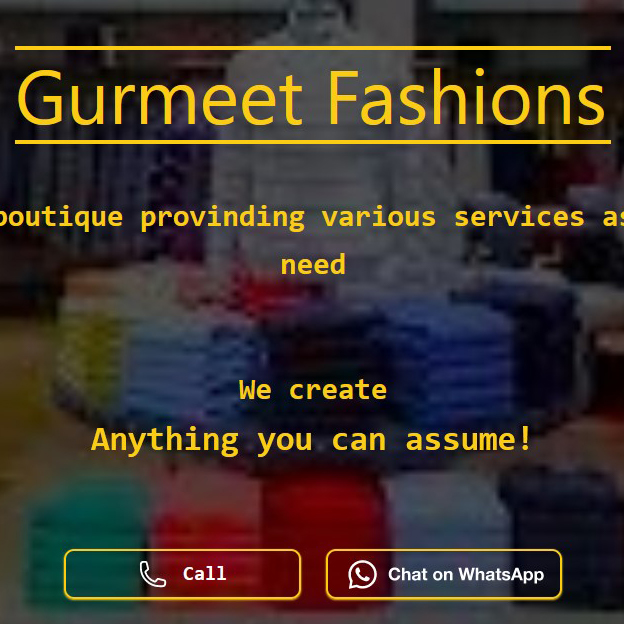 Gurmeet Fashions
boutique provinding various services as
need
We create
Anything you can assume!
Call
Chat on WhatsApp